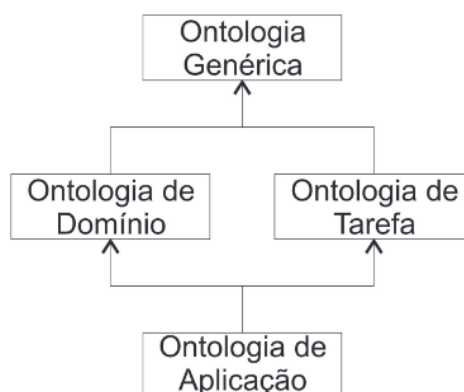 Ontologia
Genérica
Ontologia de
Domínio
Ontologia de
Tarefa
Ontologia de
Aplicação